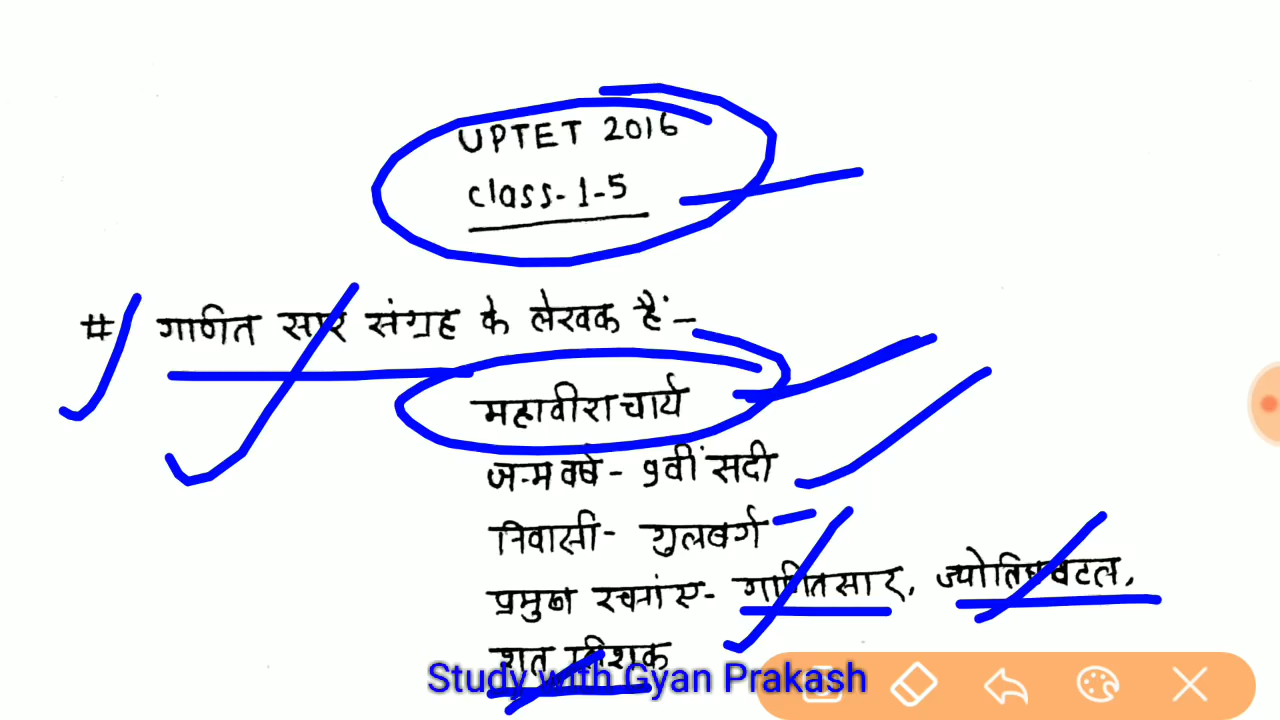 UPTET 2016
Class-1-5
# गणित सार संग्रह के लेखक हैं:-
महावीराचार्य
जन्म वर्ष - 9वीं सदी
निवासी- गुलबर्ग
प्रमुख रचनांए- गणितसार, ज्योतिषपटल,
शत
Study with Gyan Prakash